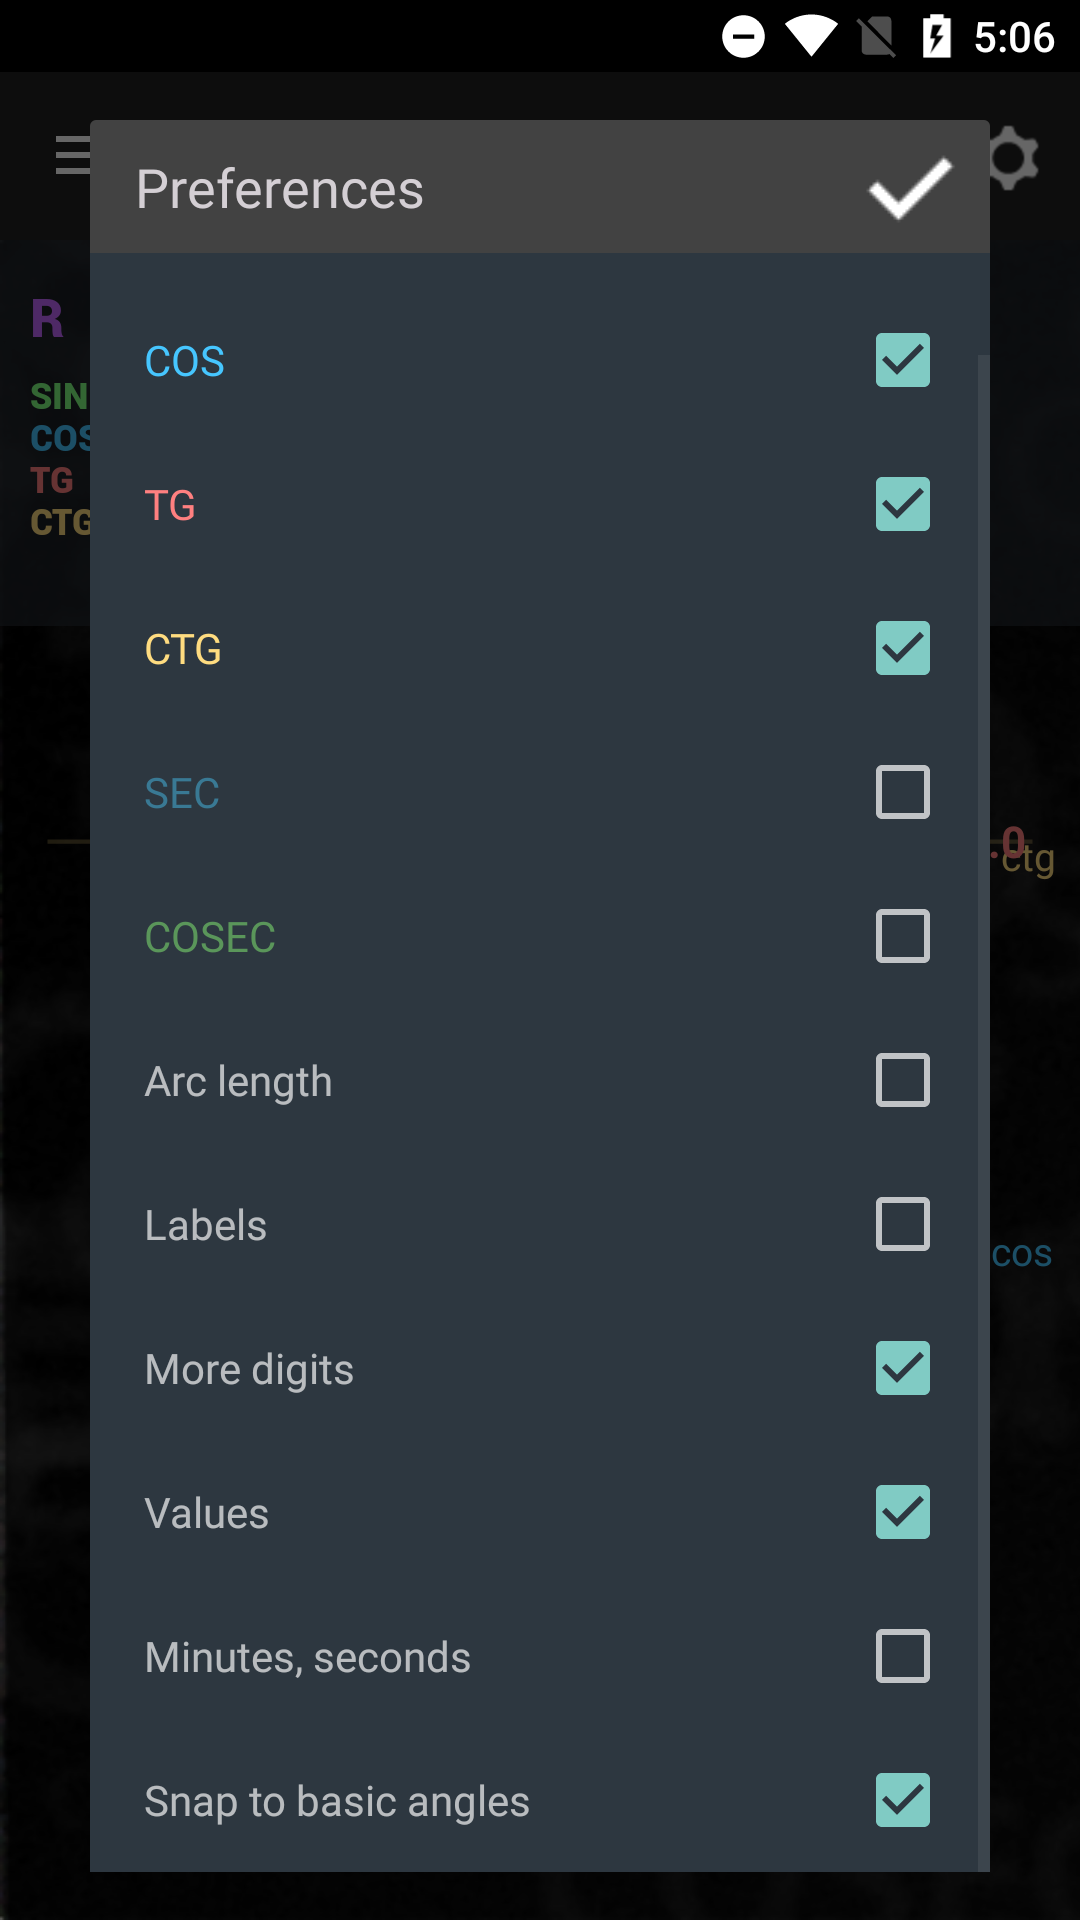 5:06
Preferences
R
SIN
COS
TG
CTG
COS
TG
CTG
SEC
COSEC
Arc length
Labels
More digits
Values
Minutes, seconds
Snap to basic angles
.0
ctg
cos